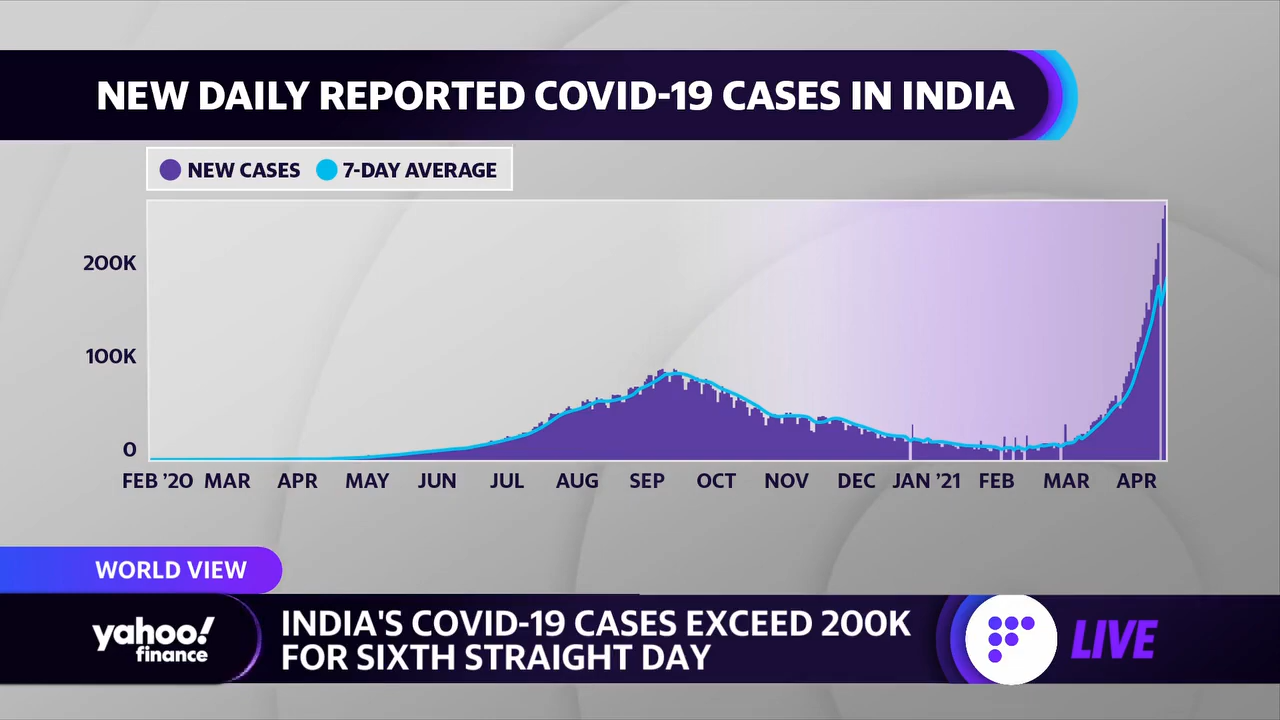 NEW DAILY REPORTED COVID-19 CASES IN INDIA
NEW CASES 7-DAY AVERAGE
200K
100K
0
FEB '20 MAR APR MAY JUN JUL AUG SEP OCT NOV DEC JAN '21 FEB MAR APR
WORLD VIEW
yahoo!
finance
INDIA'S COVID-19 CASES EXCEED 200K
FOR SIXTH STRAIGHT DAY
LIVE